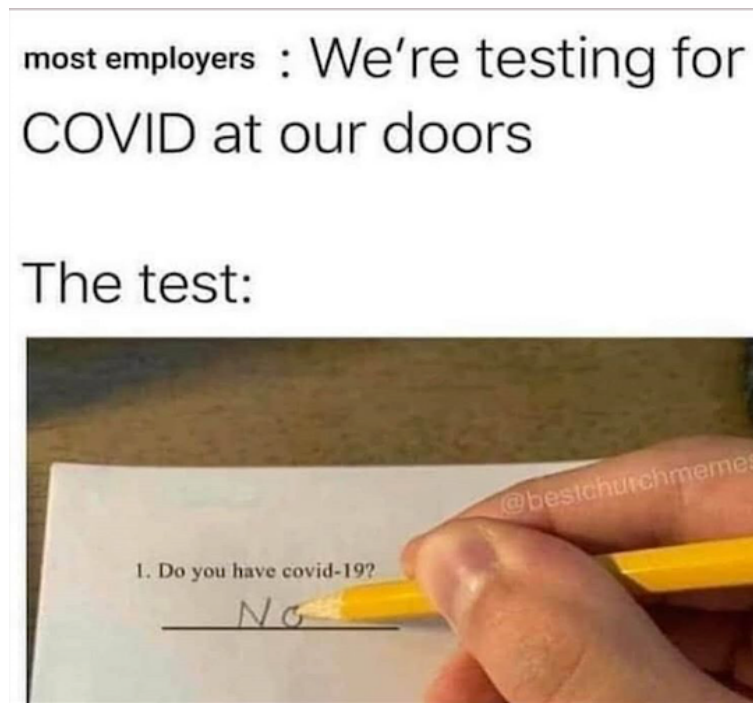 most employers : We're testing for
COVID at our doors
The test:
@bestchurchmemes
1. Do you have covid-19?
No